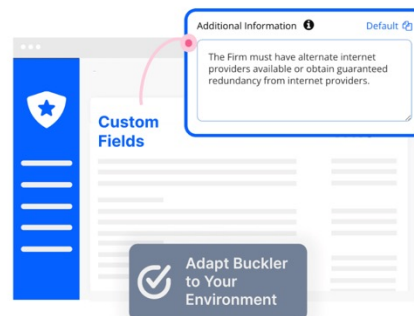 Additional Information
Default
The Firm must have alternate internet
providers available or obtain guaranteed
redundancy from internet providers.
Custom
Fields
Adapt Buckler
to Your
Environment